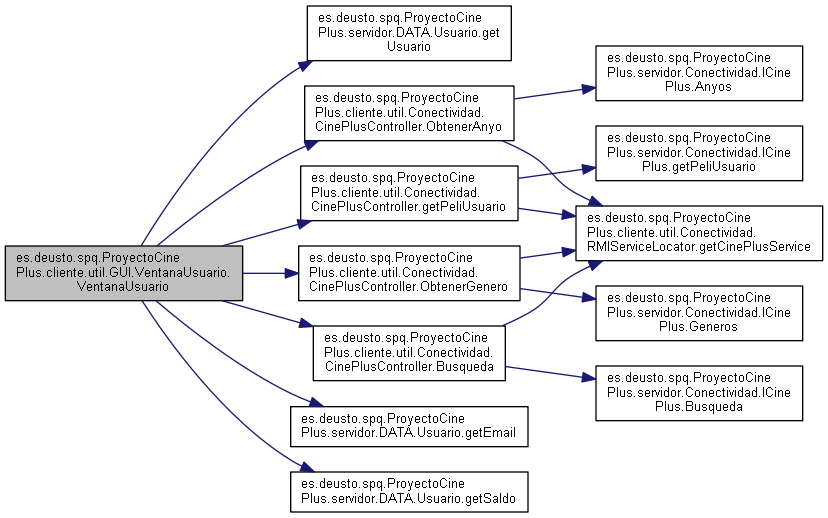 es.deusto.spq.ProyectoCine
Plus.servidor.DATA.Usuario.get
Usuario
es.deusto.spq.ProyectoCine
Plus.cliente.util.Conectividad.
CinePlusController.ObtenerAnyo
es.deusto.spq.ProyectoCine
Plus.cliente.util.Conectividad.
CinePlusController.getPeliUsuario
es.deusto.spq.ProyectoCine
Plus.cliente.util.GUI.VentanaUsuario.
VentanaUsuario
es.deusto.spq.ProyectoCine
Plus.cliente.util.Conectividad.
CinePlusController.ObtenerGenero
es.deusto.spq.ProyectoCine
Plus.cliente.util.Conectividad.
CinePlusController.Busqueda
es.deusto.spq.ProyectoCine
Plus.servidor.DATA.Usuario.getEmail
es.deusto.spq.ProyectoCine
Plus.servidor.DATA.Usuario.getSaldo
es.deusto.spq.ProyectoCine
Plus.servidor.Conectividad.ICine
Plus.Anyos
es.deusto.spq.ProyectoCine
Plus.servidor.Conectividad.ICine
Plus.getPeliUsuario
es.deusto.spq.ProyectoCine
Plus.cliente.util.Conectividad.
RMIServiceLocator.getCinePlusService
es.deusto.spq.ProyectoCine
Plus.servidor.Conectividad.ICine
Plus.Generos
es.deusto.spq.ProyectoCine
Plus.servidor.Conectividad.ICine
Plus.Busqueda